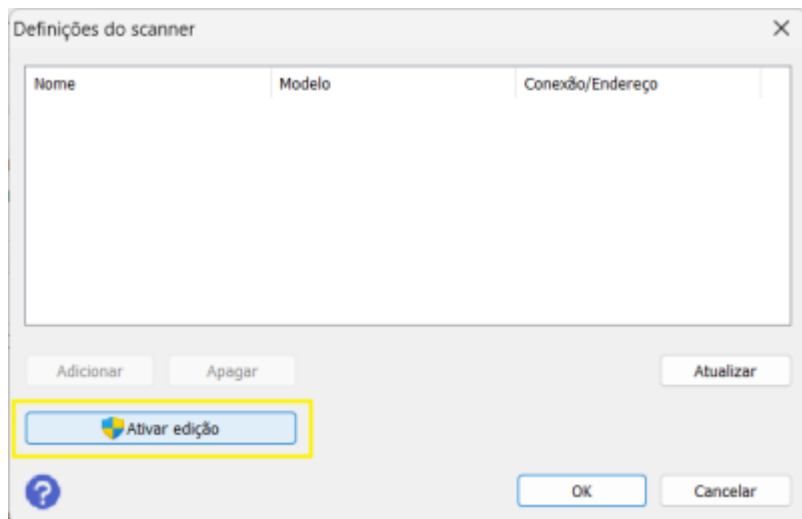 Definições do scanner
Nome Modelo Conexão/Endereço
Adicionar Apagar Atualizar
Ativar edição
? OK Cancelar